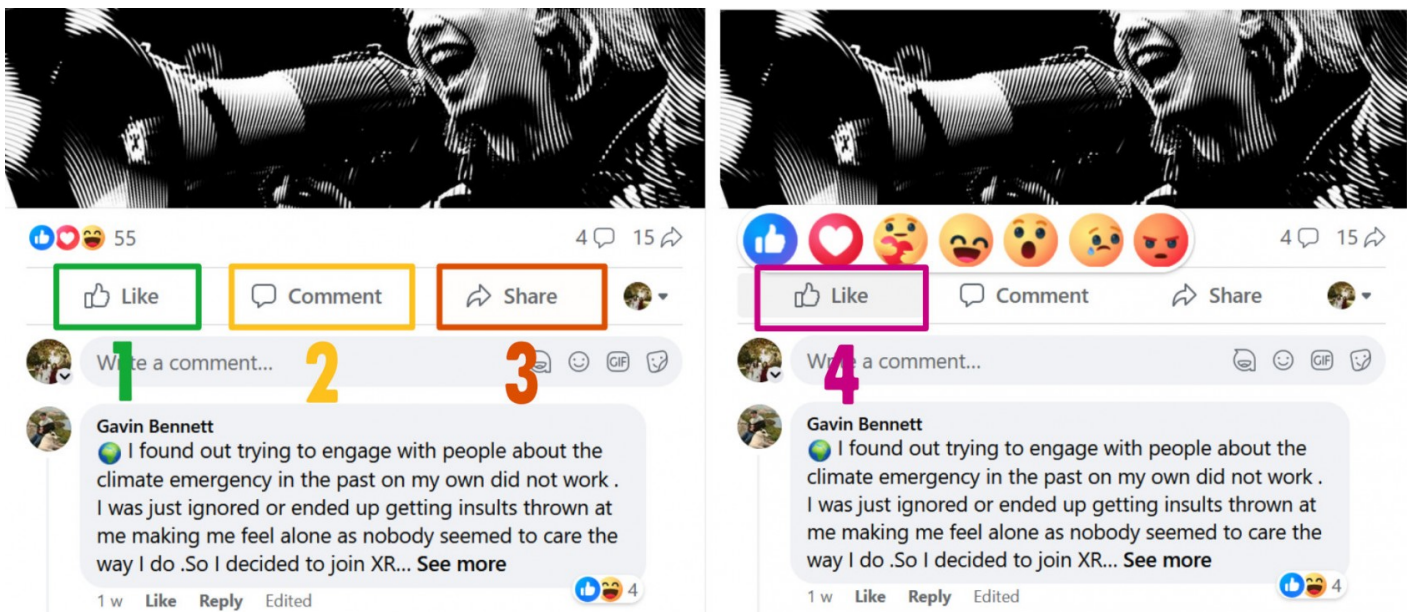 55
4 15
Like Comment Share
1 2 3
Write a comment...
GIF
Gavin Bennett
I found out trying to engage with people about the
climate emergency in the past on my own did not work .
I was just ignored or ended up getting insults thrown at
me making me feel alone as nobody seemed to care the
way I do .So I decided to join XR... See more
4
1 w Like Reply Edited
4 15
Like Comment Share
4
Write a comment...
GIF
Gavin Bennett
I found out trying to engage with people about the
climate emergency in the past on my own did not work .
I was just ignored or ended up getting insults thrown at
me making me feel alone as nobody seemed to care the
way I do .So I decided to join XR... See more
4
1 w Like Reply Edited